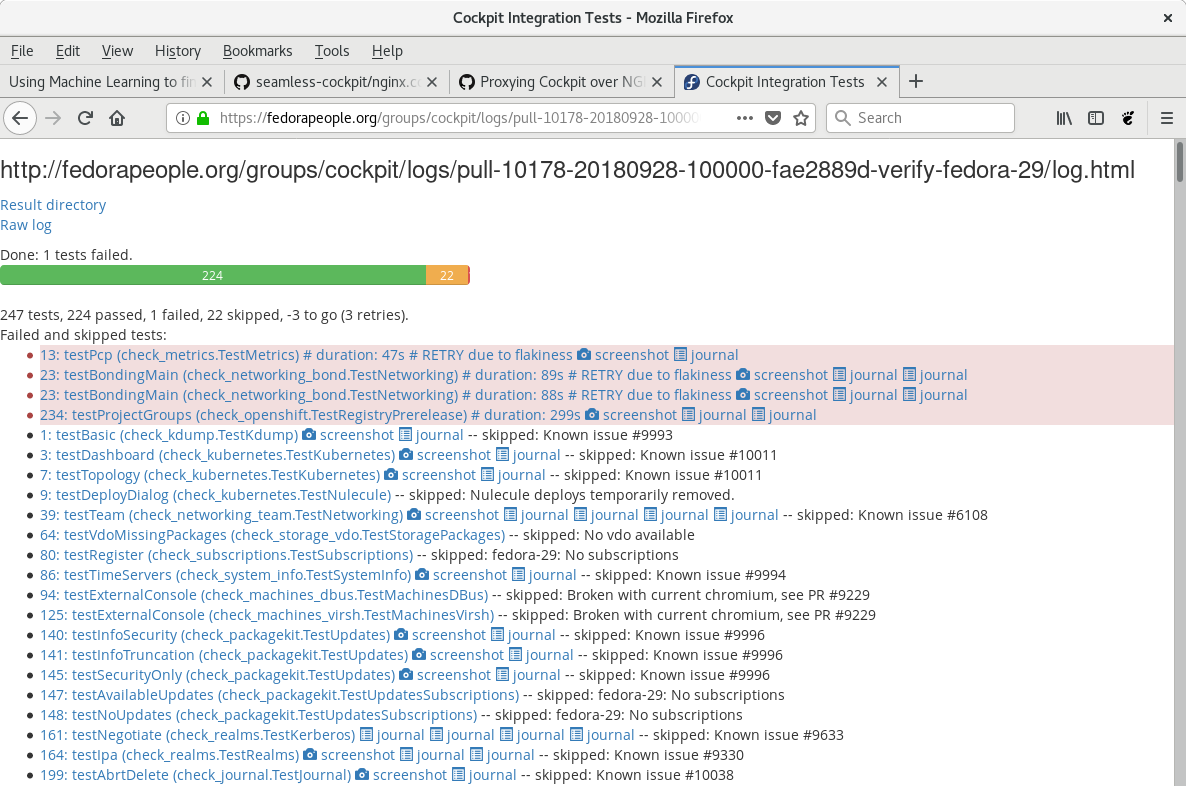 Cockpit Integration Tests - Mozilla Firefox
File Edit View History Bookmarks Tools Help
Using Machine Learning to fin seamless-cockpit/nginx.c Proxying Cockpit over NG Cockpit Integration Tests
https://fedorapeople.org/groups/cockpit/logs/pull-10178-20180928-10000 Search
http://fedorapeople.org/groups/cockpit/logs/pull-10178-20180928-100000-fae2889d-verify-fedora-29/log.html
Result directory
Raw log
Done: 1 tests failed.
224 22
247 tests, 224 passed, 1 failed, 22 skipped, -3 to go (3 retries).
Failed and skipped tests:
13: testPcp (check_metrics.TestMetrics) # duration: 47s # RETRY due to flakiness screenshot journal
23: testBondingMain (check_networking_bond.TestNetworking) # duration: 89s # RETRY due to flakiness screenshot journal journal
23: testBondingMain (check_networking_bond.TestNetworking) # duration: 88s # RETRY due to flakiness screenshot journal journal
234: testProjectGroups (check_openshift.TestRegistryPrerelease) # duration: 299s screenshot journal journal
1: testBasic (check_kdump.TestKdump) screenshot journal -- skipped: Known issue #9993
3: testDashboard (check_kubernetes.TestKubernetes) screenshot journal -- skipped: Known issue #10011
7: testTopology (check_kubernetes.TestKubernetes) screenshot journal -- skipped: Known issue #10011
9: testDeployDialog (check_kubernetes.TestNulecule) -- skipped: Nulecule deploys temporarily removed.
39: testTeam (check_networking_team.TestNetworking) screenshot journal journal journal journal -- skipped: Known issue #6108
64: testVdoMissingPackages (check_storage_vdo.TestStoragePackages) -- skipped: No vdo available
80: testRegister (check_subscriptions.TestSubscriptions) -- skipped: fedora-29: No subscriptions
86: testTimeServers (check_system_info.TestSystemInfo) screenshot journal -- skipped: Known issue #9994
94: testExternalConsole (check_machines_dbus.TestMachinesDBus) -- skipped: Broken with current chromium, see PR #9229
125: testExternalConsole (check_machines_virsh.TestMachinesVirsh) -- skipped: Broken with current chromium, see PR #9229
140: testInfoSecurity (check_packagekit.TestUpdates) screenshot journal -- skipped: Known issue #9996
141: testInfoTruncation (check_packagekit.TestUpdates) screenshot journal -- skipped: Known issue #9996
145: testSecurityOnly (check_packagekit.TestUpdates) screenshot journal -- skipped: Known issue #9996
147: testAvailableUpdates (check_packagekit.TestUpdatesSubscriptions) -- skipped: fedora-29: No subscriptions
148: testNoUpdates (check_packagekit.TestUpdatesSubscriptions) -- skipped: fedora-29: No subscriptions
161: testNegotiate (check_realms.TestKerberos) journal journal journal journal -- skipped: Known issue #9633
164: testIpa (check_realms.TestRealms) screenshot journal journal -- skipped: Known issue #9330
199: testAbrtDelete (check_journal.TestJournal) screenshot journal -- skipped: Known issue #10038